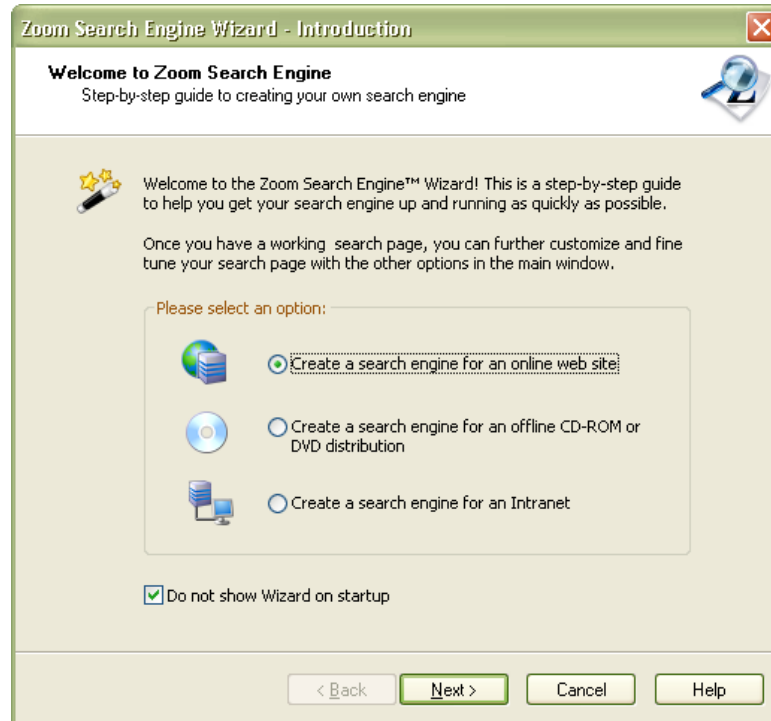 Zoom Search Engine Wizard - Introduction
Welcome to Zoom Search Engine
Step-by-step guide to creating your own search engine
Welcome to the Zoom Search Engine™ Wizard! This is a step-by-step guide
to help you get your search engine up and running as quickly as possible.
Once you have a working  search page, you can further customize and fine
tune your search page with the other options in the main window.
Please select an option:
Create a search engine for an online web site
Create a search engine for an offline CD-ROM or
DVD distribution
Create a search engine for an Intranet
Do not show Wizard on startup
< Back
Next >
Cancel
Help